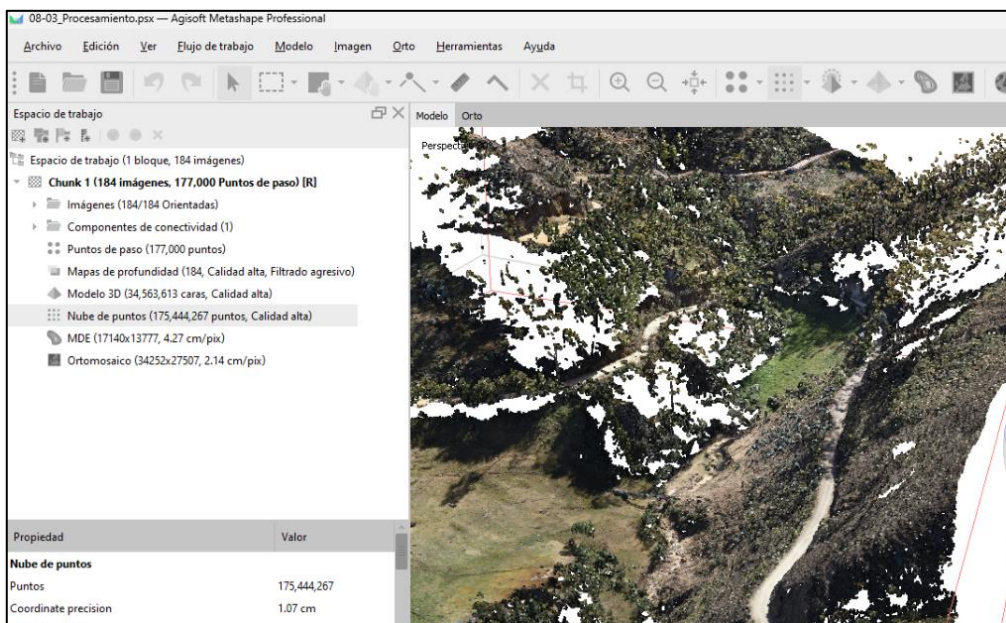 08-03_Procesamiento.psx — Agisoft Metashape Professional
Archivo Edición Ver Flujo de trabajo Modelo Imagen Orto Herramientas Ayuda
Espacio de trabajo
Modelo Orto
Espacio de trabajo (1 bloque, 184 imágenes)
Chunk 1 (184 imágenes, 177,000 Puntos de paso) [R]
Imágenes (184/184 Orientadas)
Componentes de conectividad (1)
Puntos de paso (177,000 puntos)
Mapas de profundidad (184, Calidad alta, Filtrado agresivo)
Modelo 3D (34,563,613 caras, Calidad alta)
Nube de puntos (175,444,267 puntos, Calidad alta)
MDE (17140x13777, 4.27 cm/pix)
Ortomosaico (34252x27507, 2.14 cm/pix)
Propiedad Valor
Nube de puntos
Puntos 175,444,267
Coordinate precision 1.07 cm